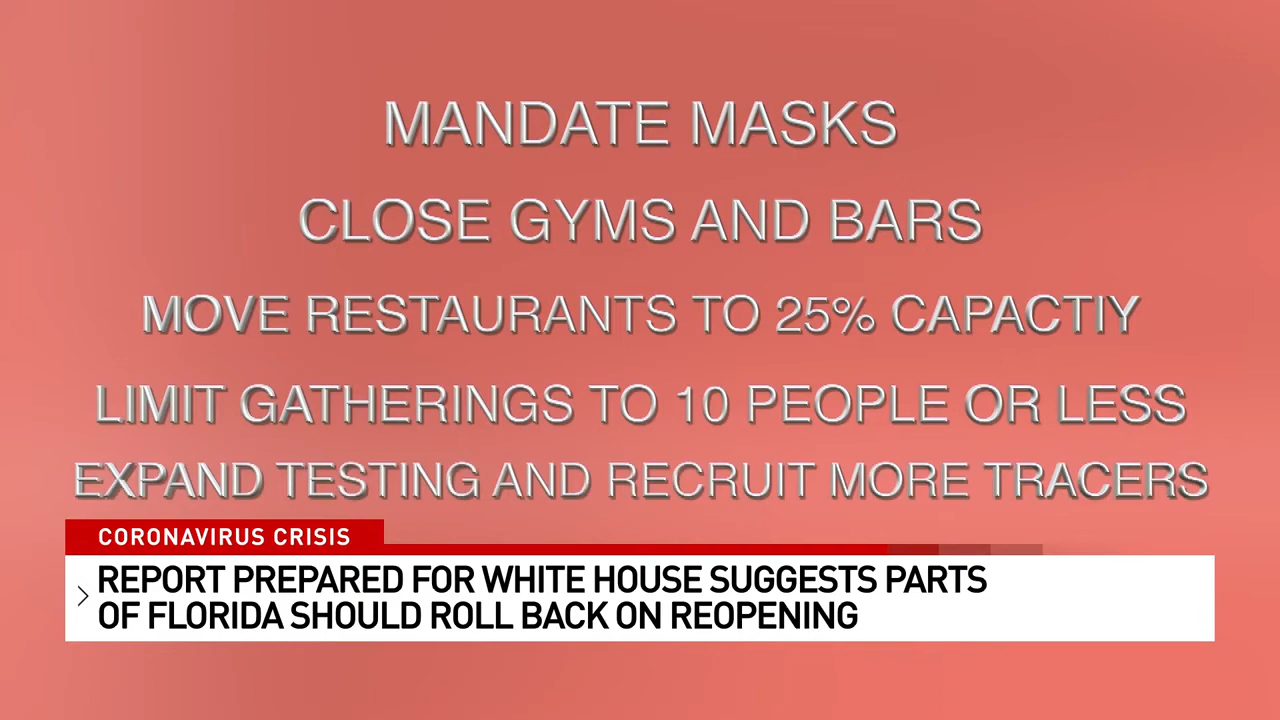 MANDATE MASKS
CLOSE GYMS AND BARS
MOVE RESTAURANTS TO 25% CAPACTIY
LIMIT GATHERINGS TO 10 PEOPLE OR LESS
EXPAND TESTING AND RECRUIT MORE TRACERS
CORONAVIRUS CRISIS
REPORT PREPARED FOR WHITE HOUSE SUGGESTS PARTS
OF FLORIDA SHOULD ROLL BACK ON REOPENING